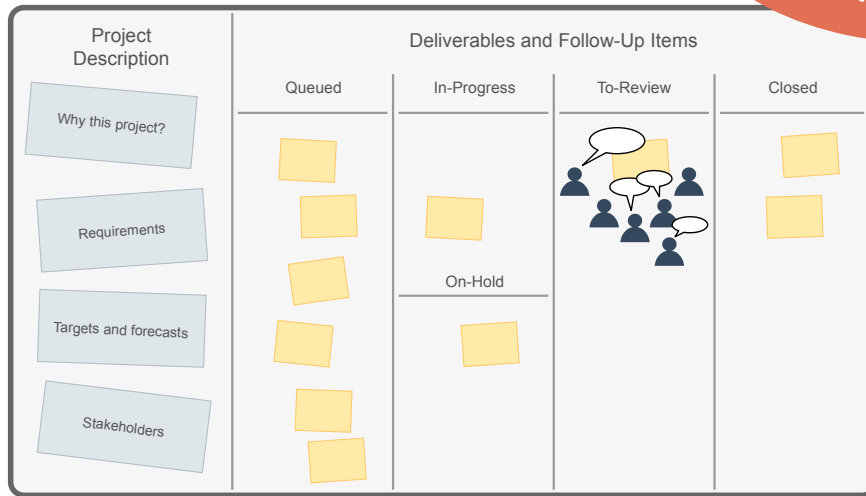 Project
Description
Deliverables and Follow-Up Items
Queued
In-Progress
To-Review
Closed
Why this project?
Requirements
On-Hold
Targets and forecasts
Stakeholders